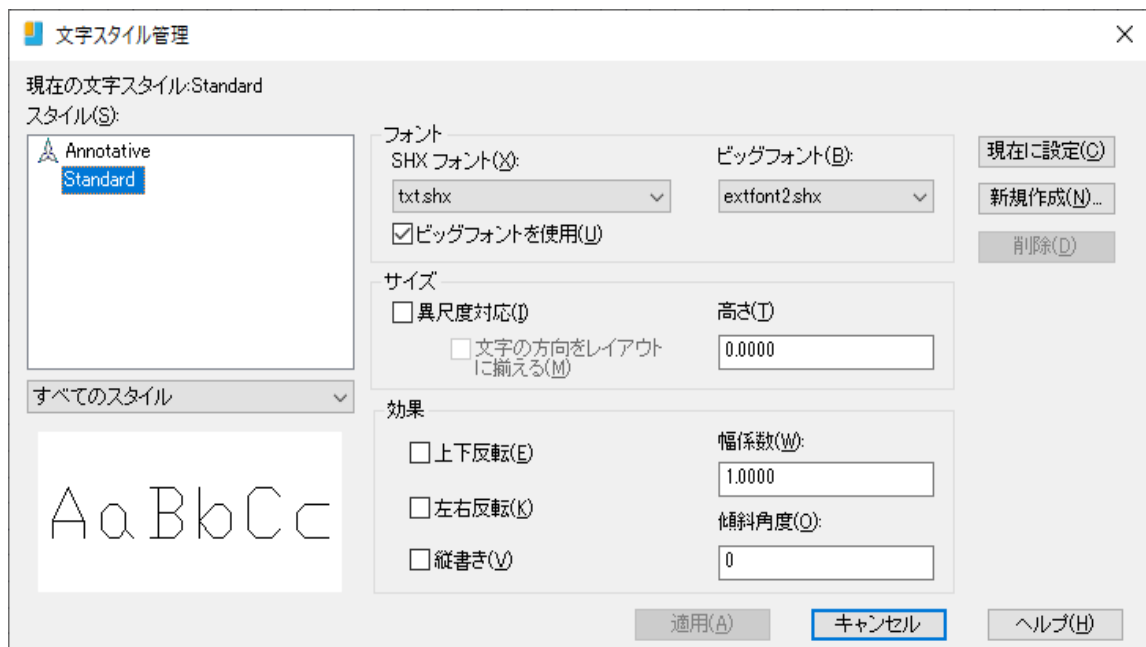 文字スタイル管理
現在の文字スタイル:Standard
スタイル(S):
Annotative
Standard
すべてのスタイル
AaBbCc
フォント
SHX フォント(X):
txt.shx
ビッグフォントを使用(U)
ビッグフォント(B):
extfont2.shx
サイズ
異尺度対応(I)
文字の方向をレイアウト
に揃える(M)
高さ(T)
0.0000
効果
上下反転(E)
左右反転(K)
縦書き(V)
幅係数(W):
1.0000
傾斜角度(O):
0
現在に設定(C)
新規作成(N)...
削除(D)
適用(A)
キャンセル
ヘルプ(H)